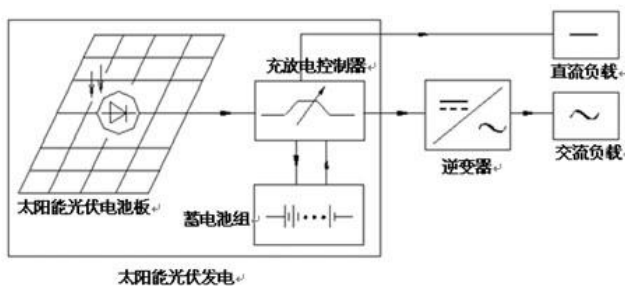 充放电控制器
直流负载
太阳能光伏电池板
蓄电池组
逆变器
交流负载
太阳能光伏发电